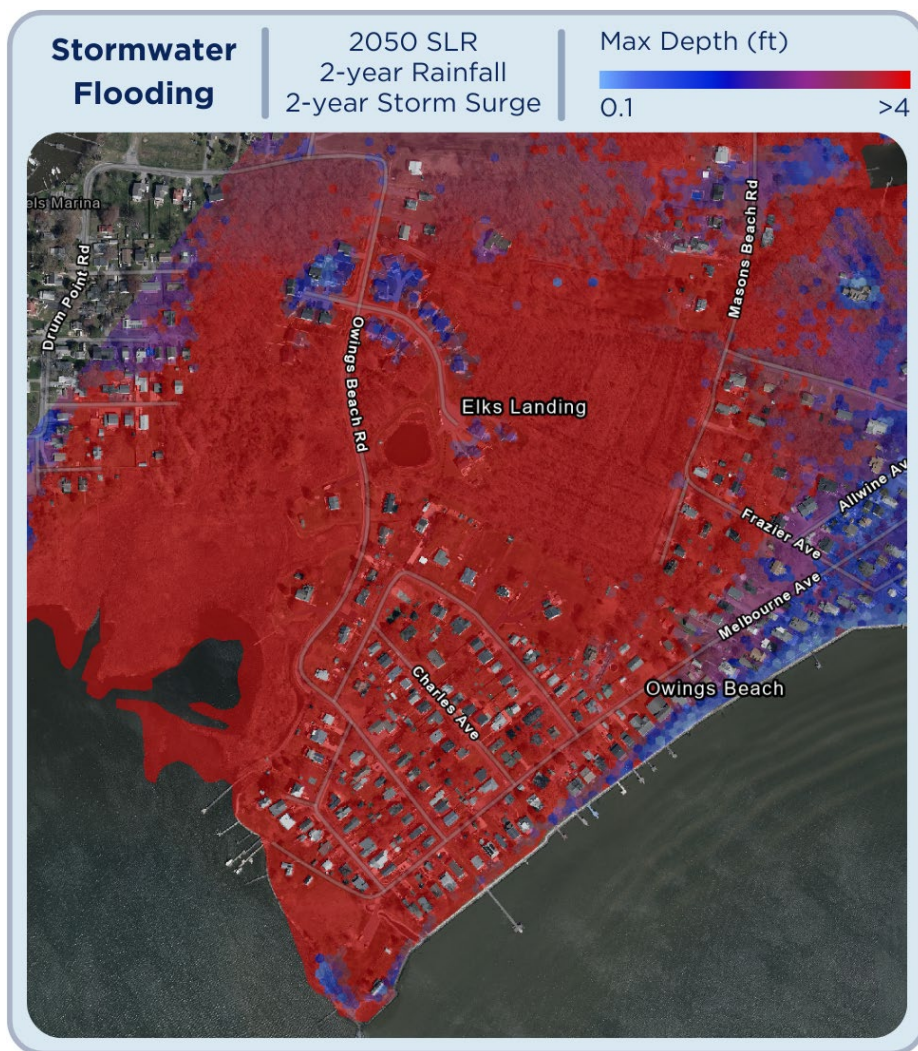 Stormwater
Flooding
2050 SLR
2-year Rainfall
2-year Storm Surge
Max Depth (ft)
0.1
>4
els Marina
Drum Point Rd
Masons Beach Rd
Owings Beach Rd
Elks Landing
Allwine Av
Frazier Ave
Melbourne Ave
Charles Ave
Owings Beach